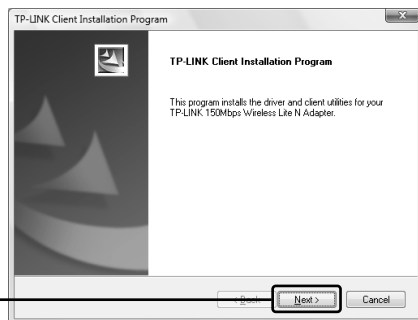 TP-LINK Client Installation Program
TP-LINK Client Installation Program
This program installs the driver and client utilities for your
TP-LINK 150Mbps Wireless Lite N Adapter.
< Back
Next >
Cancel